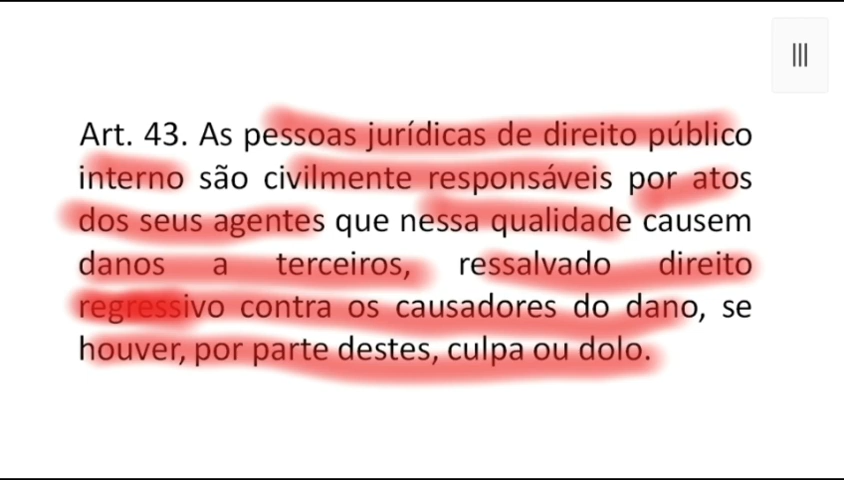 Art. 43. As pessoas jurídicas de direito público
interno são civilmente responsáveis por atos
dos seus agentes que nessa qualidade causem
danos a terceiros, ressalvado direito
regressivo contra os causadores do dano, se
houver, por parte destes, culpa ou dolo.